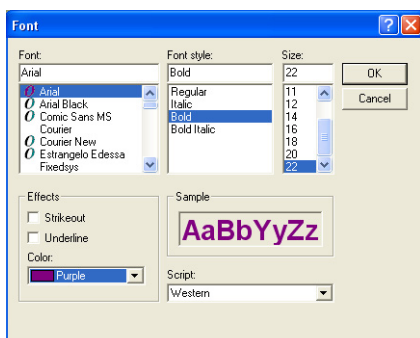 Font
Font: Font style: Size:
Arial Bold 22 OK
Arial Regular 11 Cancel
Arial Black Italic 12
Comic Sans MS Bold 14
Courier Bold Italic 16
Courier New 18
Estrangelo Edessa 20
Fixedsys 22
Effects Sample
Strikeout AaBbYyZz
Underline
Color:
Purple Script:
Western